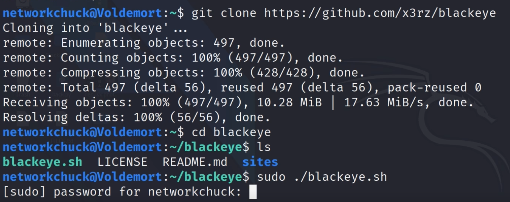 networkchuck@Voldemort:~$ git clone https://github.com/x3rz/blackeye
Cloning into 'blackeye'...
remote: Enumerating objects: 497, done.
remote: Counting objects: 100% (497/497), done.
remote: Compressing objects: 100% (428/428), done.
remote: Total 497 (delta 56), reused 497 (delta 56), pack-reused 0
Receiving objects: 100% (497/497), 10.28 MiB | 17.63 MiB/s, done.
Resolving deltas: 100% (56/56), done.
networkchuck@Voldemort:~$ cd blackeye
networkchuck@Voldemort:~/blackeye$ ls
blackeye.sh LICENSE README.md sites
networkchuck@Voldemort:~/blackeye$ sudo ./blackeye.sh
[sudo] password for networkchuck: